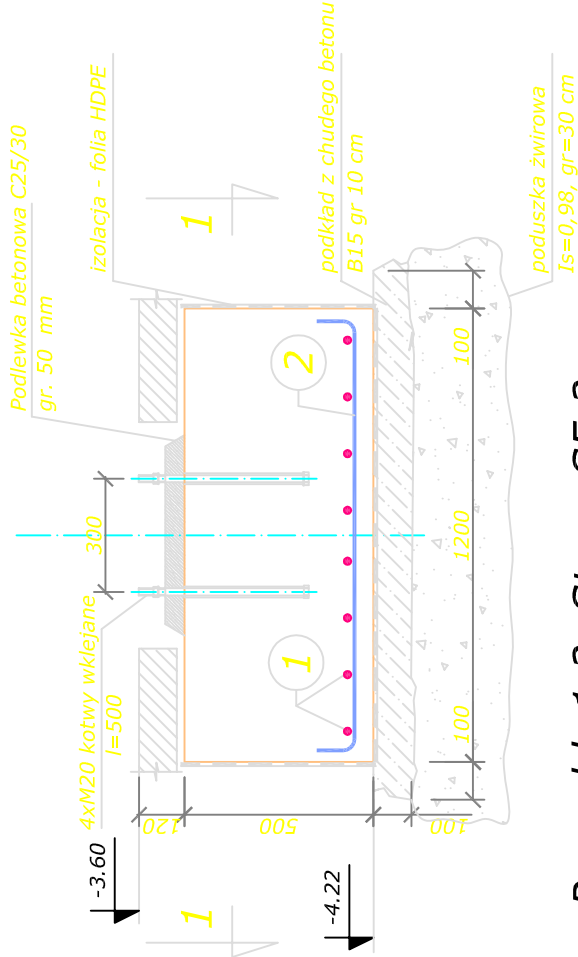 Podlewka betonowa C25/30
gr. 50 mm
izolacja - folia HDPE
1
podkład z chudego betonu
B15 gr 10 cm
poduszka żwirowa
Is=0,98, gr=30 cm
300
2
1
4xM20 kotwy wklejane
l=500
100
1200
100
120
500
100
-3.60
-4.22
1